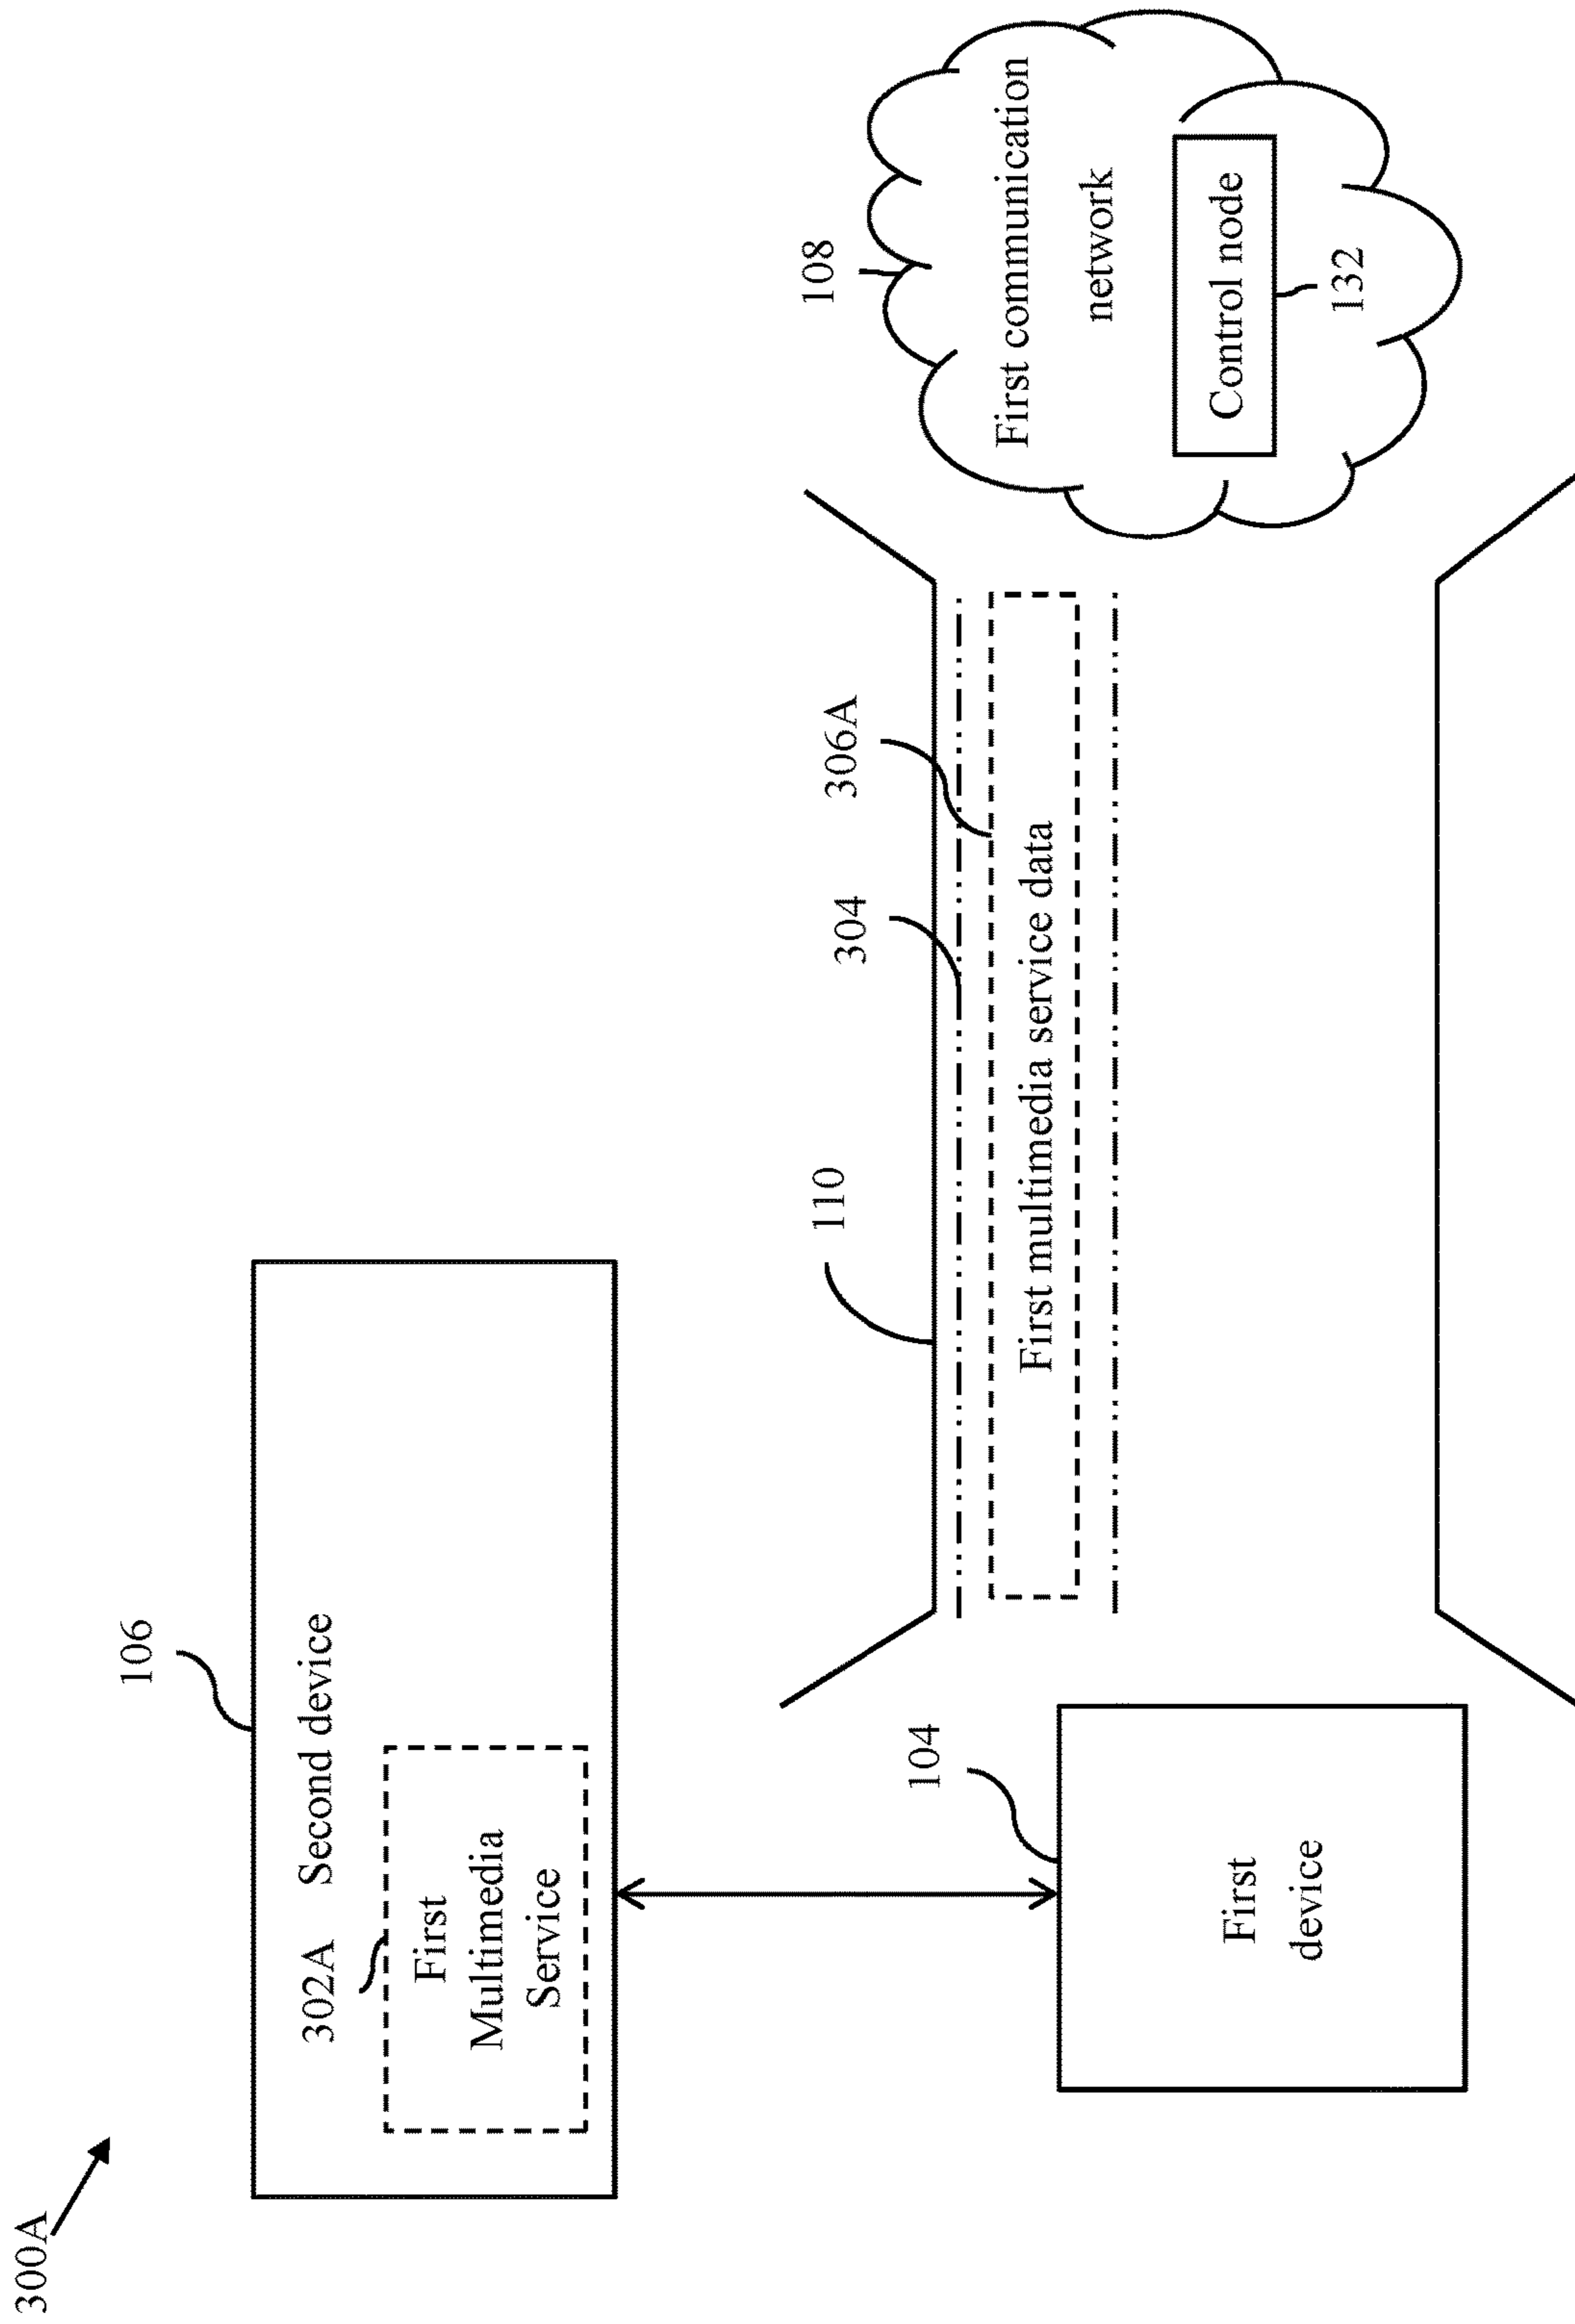 300A
106
Second device
302A
First
Multimedia
Service
110
304
306A
First multimedia service data
108
First communication
network
Control node
132
104
First
device